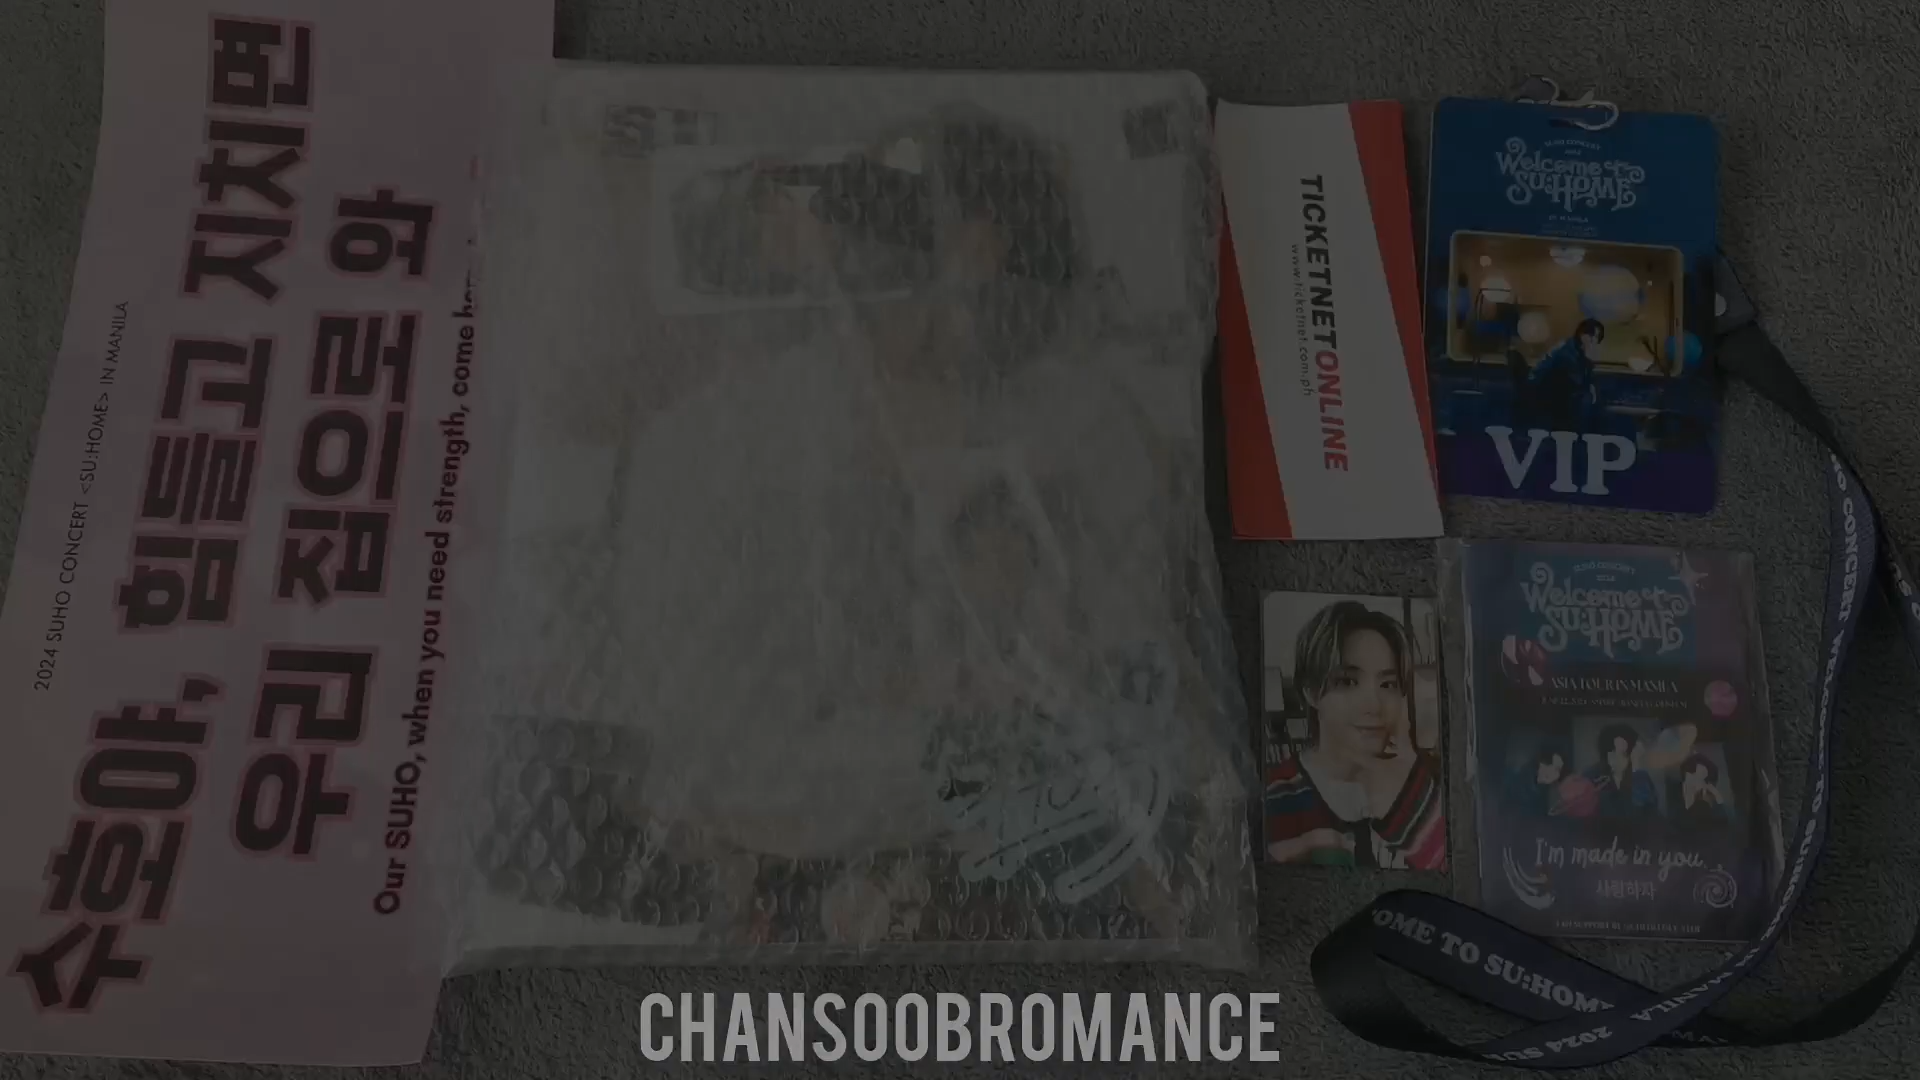 2024 SUHO CONCERT <SU:HOME> IN MANILA
수호야, 힘들고 지치면
우리 집으로 와
Our SUHO, when you need strength, come
TICKETNETONLINE
www.ticketnet.com.ph
Welcome to
SU:HOME
VIP
Welcome to
SU:HOME
ASIA TOUR IN MANILA
I'm made in you.
사랑하자
OME TO SU:HOME
2024 SU
MANILA
CONCERT WELCOME TO SU:HOME
CHANSOOBROMANCE